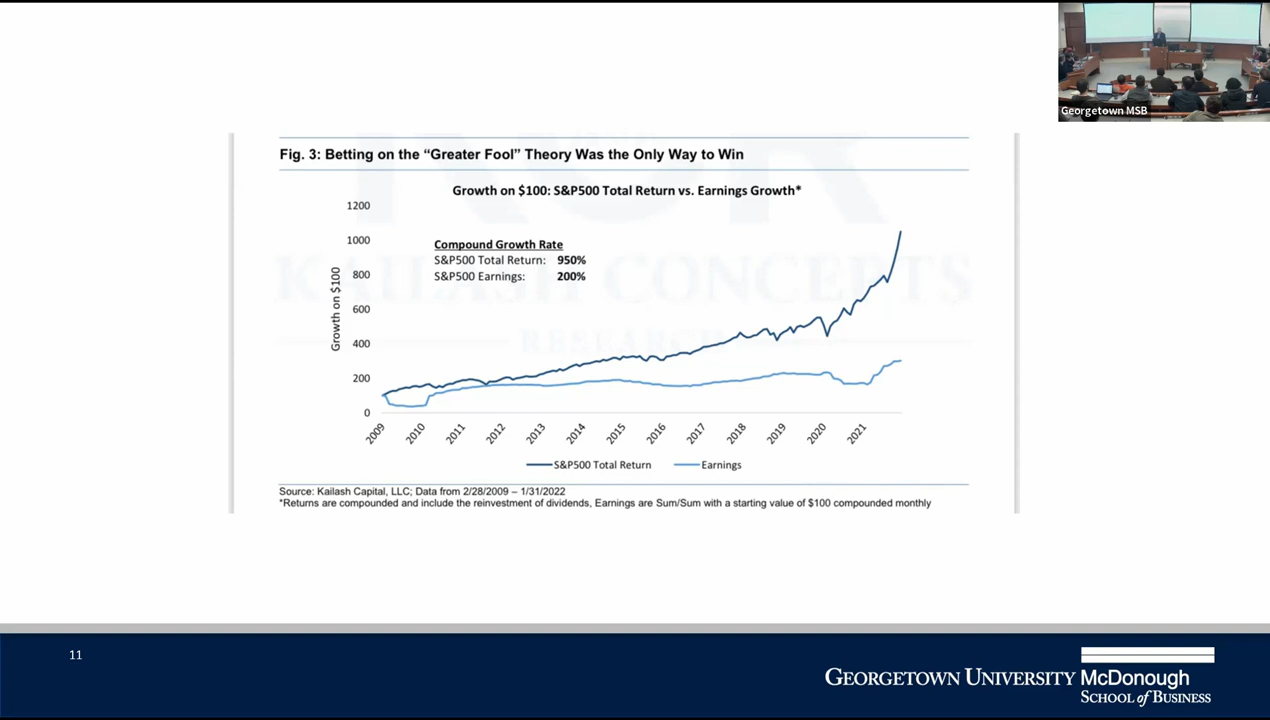 Georgetown MSB
Fig. 3: Betting on the “Greater Fool” Theory Was the Only Way to Win
Growth on $100: S&P500 Total Return vs. Earnings Growth*
KAILASH CONCEPTS
RESEARCH
Compound Growth Rate
S&P500 Total Return: 950%
S&P500 Earnings: 200%
Growth on $100
1200
1000
800
600
400
200
0
2009
2010
2011
2012
2013
2014
2015
2016
2017
2018
2019
2020
2021
S&P500 Total Return
Earnings
Source: Kailash Capital, LLC; Data from 2/28/2009 – 1/31/2022
*Returns are compounded and include the reinvestment of dividends, Earnings are Sum/Sum with a starting value of $100 compounded monthly
11
GEORGETOWN UNIVERSITY McDonough
SCHOOL of BUSINESS